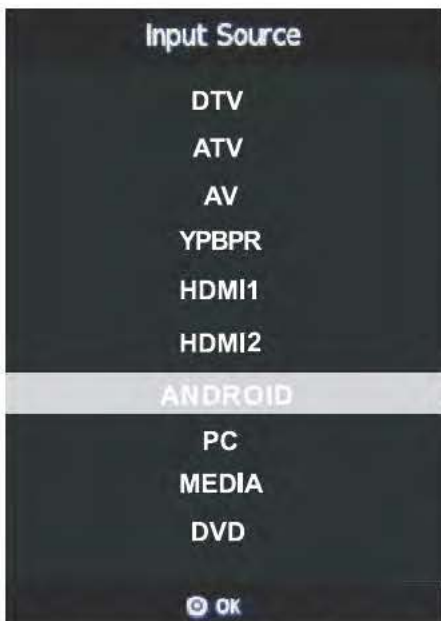 Input Source
DTV
ATV
AV
YPBPR
HDMI1
HDMI2
ANDROID
PC
MEDIA
DVD
OK